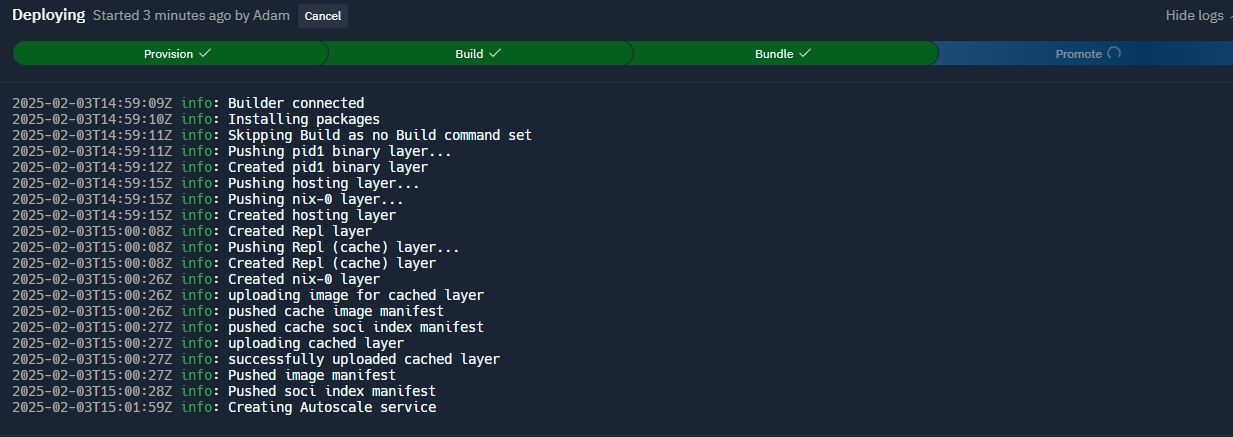 Deploying Started 3 minutes ago by Adam Cancel Hide logs
Provision Build Bundle Promote
2025-02-03T14:59:09Z info: Builder connected
2025-02-03T14:59:10Z info: Installing packages
2025-02-03T14:59:11Z info: Skipping Build as no Build command set
2025-02-03T14:59:11Z info: Pushing pid1 binary layer...
2025-02-03T14:59:12Z info: Created pid1 binary layer
2025-02-03T14:59:15Z info: Pushing hosting layer...
2025-02-03T14:59:15Z info: Pushing nix-0 layer...
2025-02-03T14:59:15Z info: Created hosting layer
2025-02-03T15:00:08Z info: Created Repl layer
2025-02-03T15:00:08Z info: Pushing Repl (cache) layer...
2025-02-03T15:00:08Z info: Created Repl (cache) layer
2025-02-03T15:00:26Z info: Created nix-0 layer
2025-02-03T15:00:26Z info: uploading image for cached layer
2025-02-03T15:00:26Z info: pushed cache image manifest
2025-02-03T15:00:27Z info: pushed cache soci index manifest
2025-02-03T15:00:27Z info: uploading cached layer
2025-02-03T15:00:27Z info: successfully uploaded cached layer
2025-02-03T15:00:27Z info: Pushed image manifest
2025-02-03T15:00:28Z info: Pushed soci index manifest
2025-02-03T15:01:59Z info: Creating Autoscale service